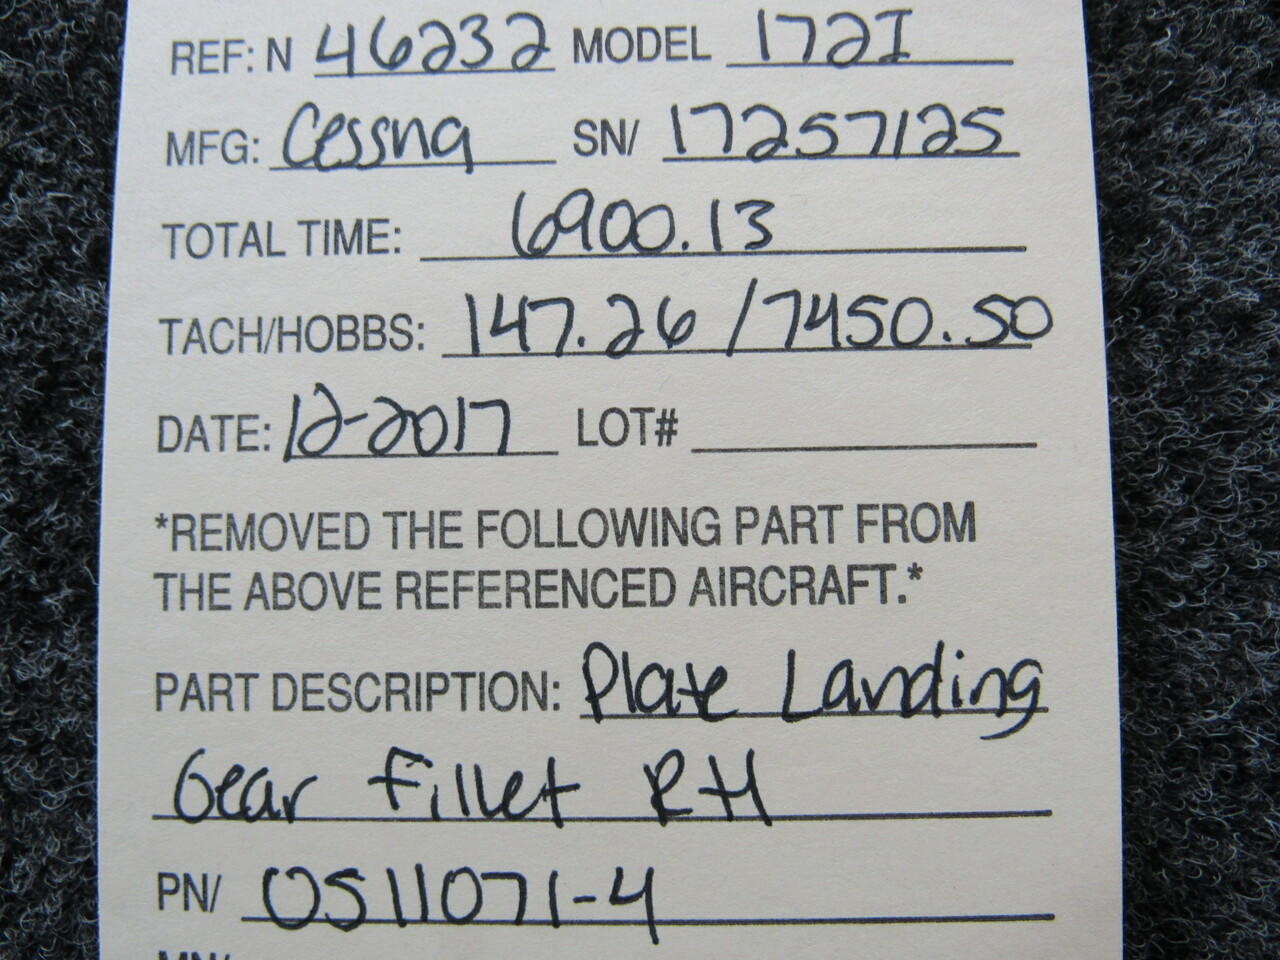 REF: N 46232 MODEL 172I
MFG: Cessna SN/ 17257125
TOTAL TIME: 6900.13
TACH/HOBBS: 147.26 / 7450.50
DATE: 12-2017 LOT#
*REMOVED THE FOLLOWING PART FROM
THE ABOVE REFERENCED AIRCRAFT.*
PART DESCRIPTION: Plate Landing
Gear Fillet RH
PN/ 0511071-4